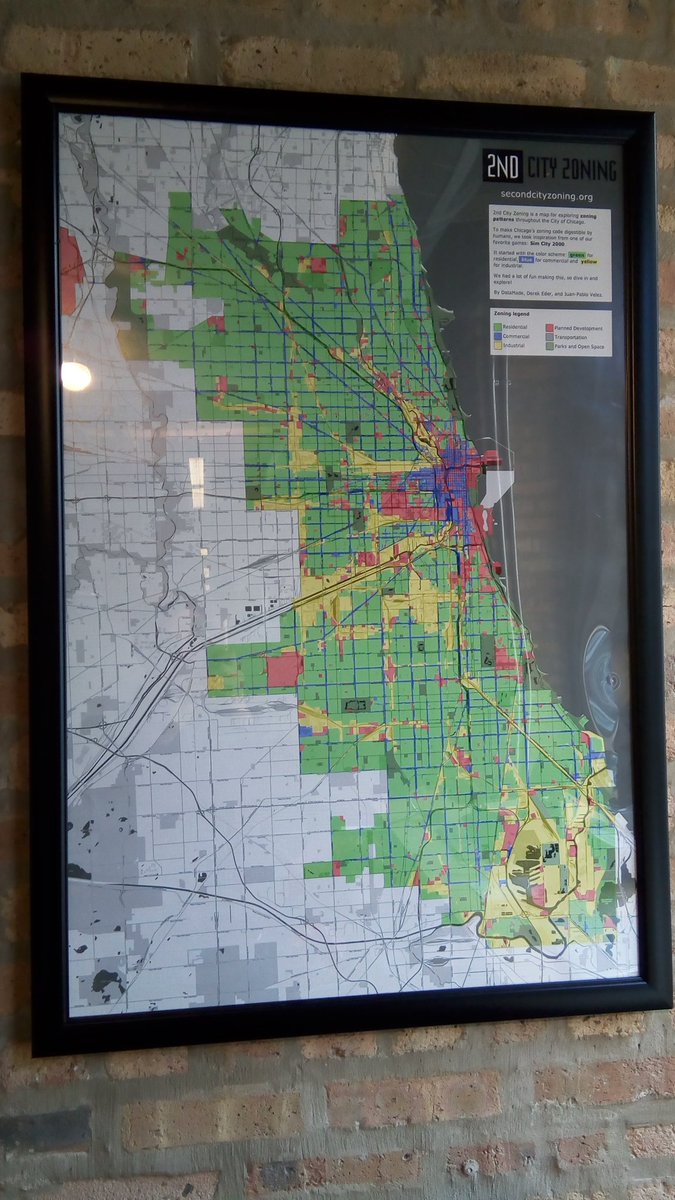 2ND CITY ZONING
secondcityzoning.org
2nd City Zoning is a map for exploring zoning
patterns throughout the City of Chicago.
To make Chicago's zoning code digestible by
humans, we took inspiration from one of our
favorite games: Sim City 2000
It started with the color scheme green for
residential, blue for commercial and yellow
for industrial.
We had a lot of fun making this, so dive in and
explore!
By DataMade, Derek Eder, and Juan-Pablo Velez
Zoning legend
Residential
Commercial
Industrial
Planned Development
Transportation
Parks and Open Space